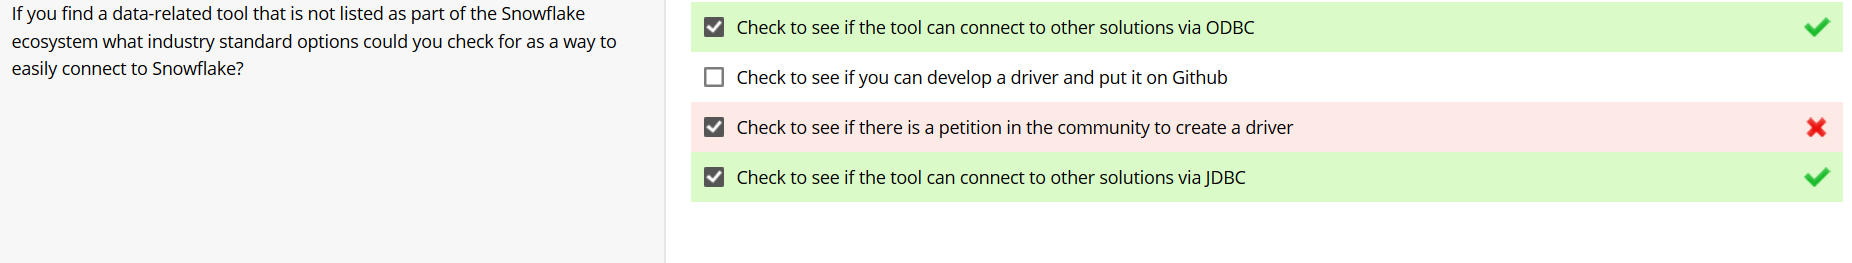 If you find a data-related tool that is not listed as part of the Snowflake
ecosystem what industry standard options could you check for as a way to
easily connect to Snowflake?
Check to see if the tool can connect to other solutions via ODBC
Check to see if you can develop a driver and put it on Github
Check to see if there is a petition in the community to create a driver
Check to see if the tool can connect to other solutions via JDBC